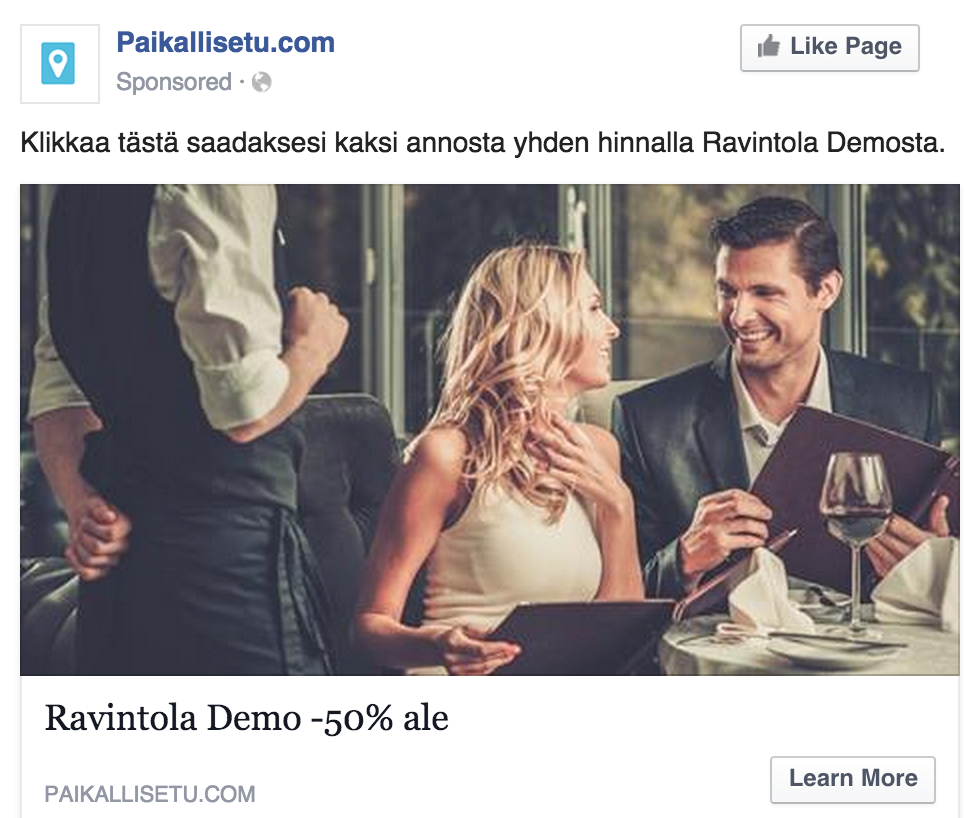 Paikallisetu.com
Like Page
Sponsored ·
Klikkaa tästä saadaksesi kaksi annosta yhden hinnalla Ravintola Demosta.
Ravintola Demo -50% ale
Learn More
PAIKALLISETU.COM